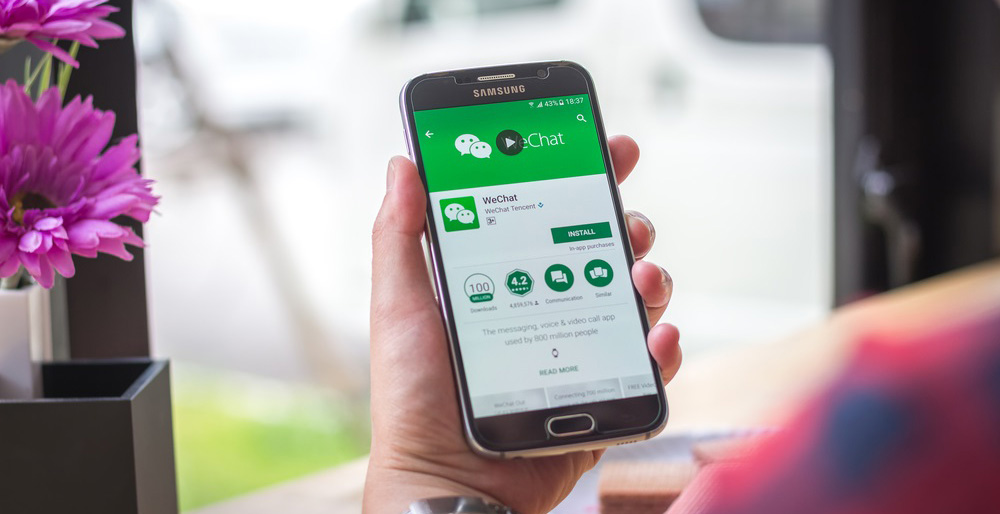 SAMSUNG
43% 18:37
WeChat
WeChat
WeChat Tencent
3+
INSTALL
In-app purchases
100
MILLION
4.2
Downloads
4,859,576
Communication
Similar
The messaging, voice & video call app
used by 800 million people
READ MORE
WeChat Out
Connecting 700 million
FREE Video